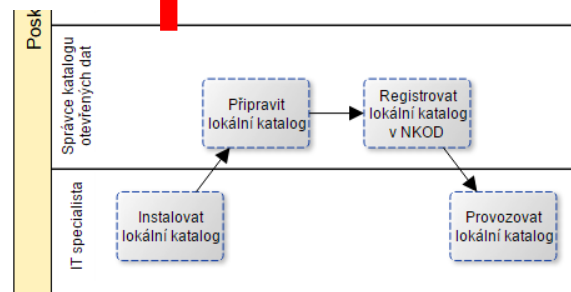 Posk
Správce katalogu
otevřených dat
Připravit
lokální katalog
Registrovat
lokální katalog
v NKOD
IT specialista
Instalovat
lokální katalog
Provozovat
lokální katalog